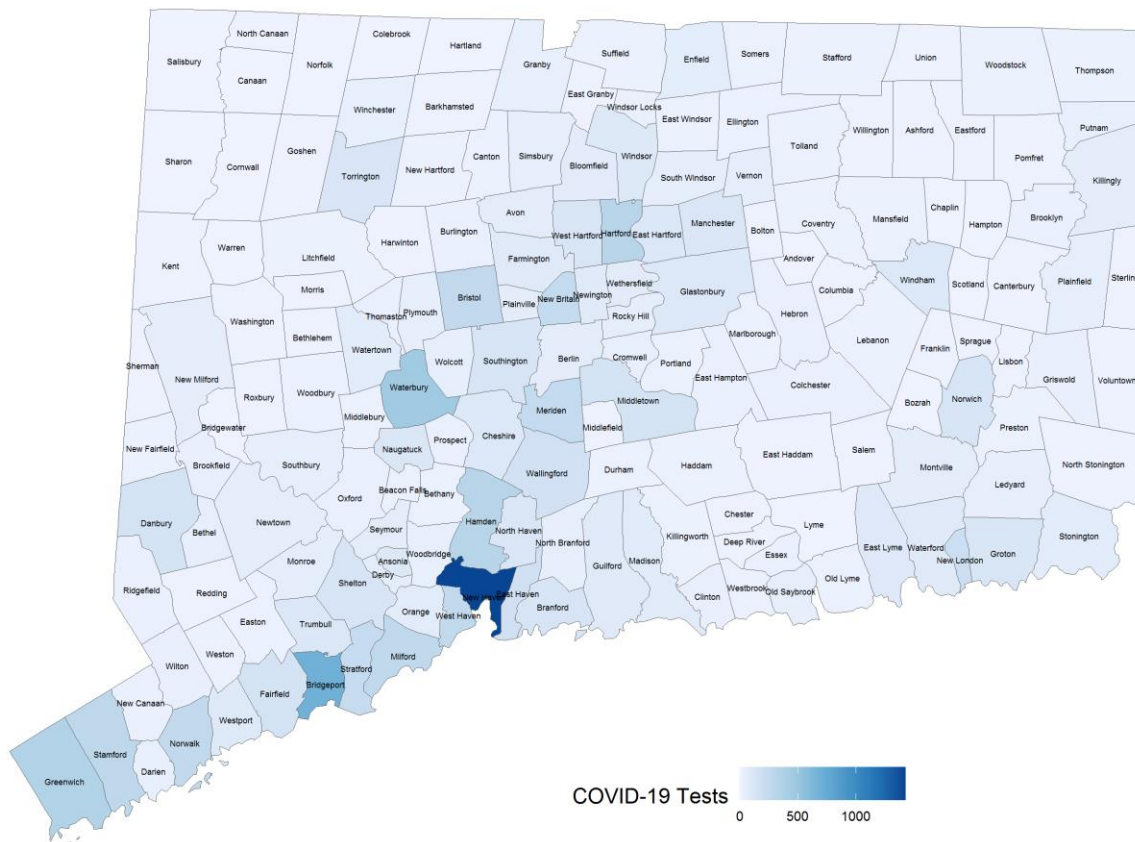 North Canaan
Colebrook
Hartland
Suffield
Enfield
Somers
Stafford
Union
Woodstock
Thompson
Salisbury
Canaan
Norfolk
Granby
East Granby
Winchester
Barkhamsted
Windsor Locks
East Windsor
Ellington
Willington
Ashford
Eastford
Putnam
Sharon
Cornwall
Goshen
Torrington
New Hartford
Canton
Simsbury
Bloomfield
Windsor
South Windsor
Vernon
Tolland
Pomfret
Killingly
Kent
Warren
Litchfield
Harwinton
Burlington
Avon
West Hartford
Hartford
East Hartford
Manchester
Bolton
Coventry
Mansfield
Chaplin
Hampton
Brooklyn
Morris
Farmington
Andover
Washington
Bethlehem
Thomaston
Plymouth
Bristol
Plainville
New Britain
Newington
Wethersfield
Glastonbury
Rocky Hill
Columbia
Windham
Scotland
Canterbury
Plainfield
Sterlin
Hebron
Marlborough
Sherman
New Milford
Watertown
Wolcott
Southington
Berlin
Cromwell
Portland
East Hampton
Lebanon
Franklin
Sprague
Lisbon
Griswold
Voluntown
Roxbury
Woodbury
Waterbury
Middlebury
Meriden
Middletown
Middlefield
Colchester
Bozrah
Norwich
Preston
Bridgewater
New Fairfield
Brookfield
Southbury
Naugatuck
Prospect
Cheshire
Wallingford
Durham
Haddam
East Haddam
Salem
Montville
North Stonington
Ledyard
Danbury
Bethel
Newtown
Oxford
Beacon Falls
Bethany
Hamden
North Haven
North Branford
Guilford
Madison
Killingworth
Chester
Deep River
Essex
Lyme
East Lyme
Waterford
New London
Groton
Stonington
Seymour
Woodbridge
Ansonia
Derby
Monroe
Shelton
Ridgefield
Redding
Orange
New Haven
East Haven
West Haven
Branford
Clinton
Westbrook
Old Saybrook
Old Lyme
Easton
Trumbull
Weston
Wilton
Milford
Stratford
Bridgeport
Fairfield
New Canaan
Westport
Norwalk
Stamford
Darien
Greenwich
COVID-19 Tests
0 500 1000